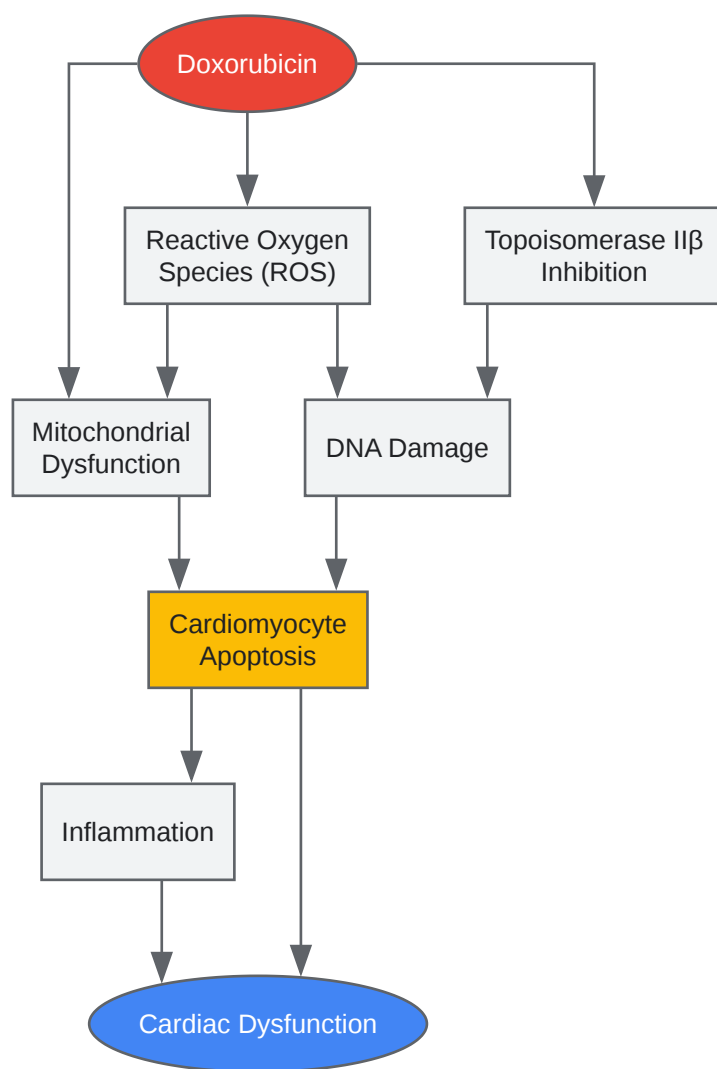 Doxorubicin
Reactive Oxygen
Species (ROS)
Topoisomerase IIβ
Inhibition
Mitochondrial
Dysfunction
DNA Damage
Cardiomyocyte
Apoptosis
Inflammation
Cardiac Dysfunction